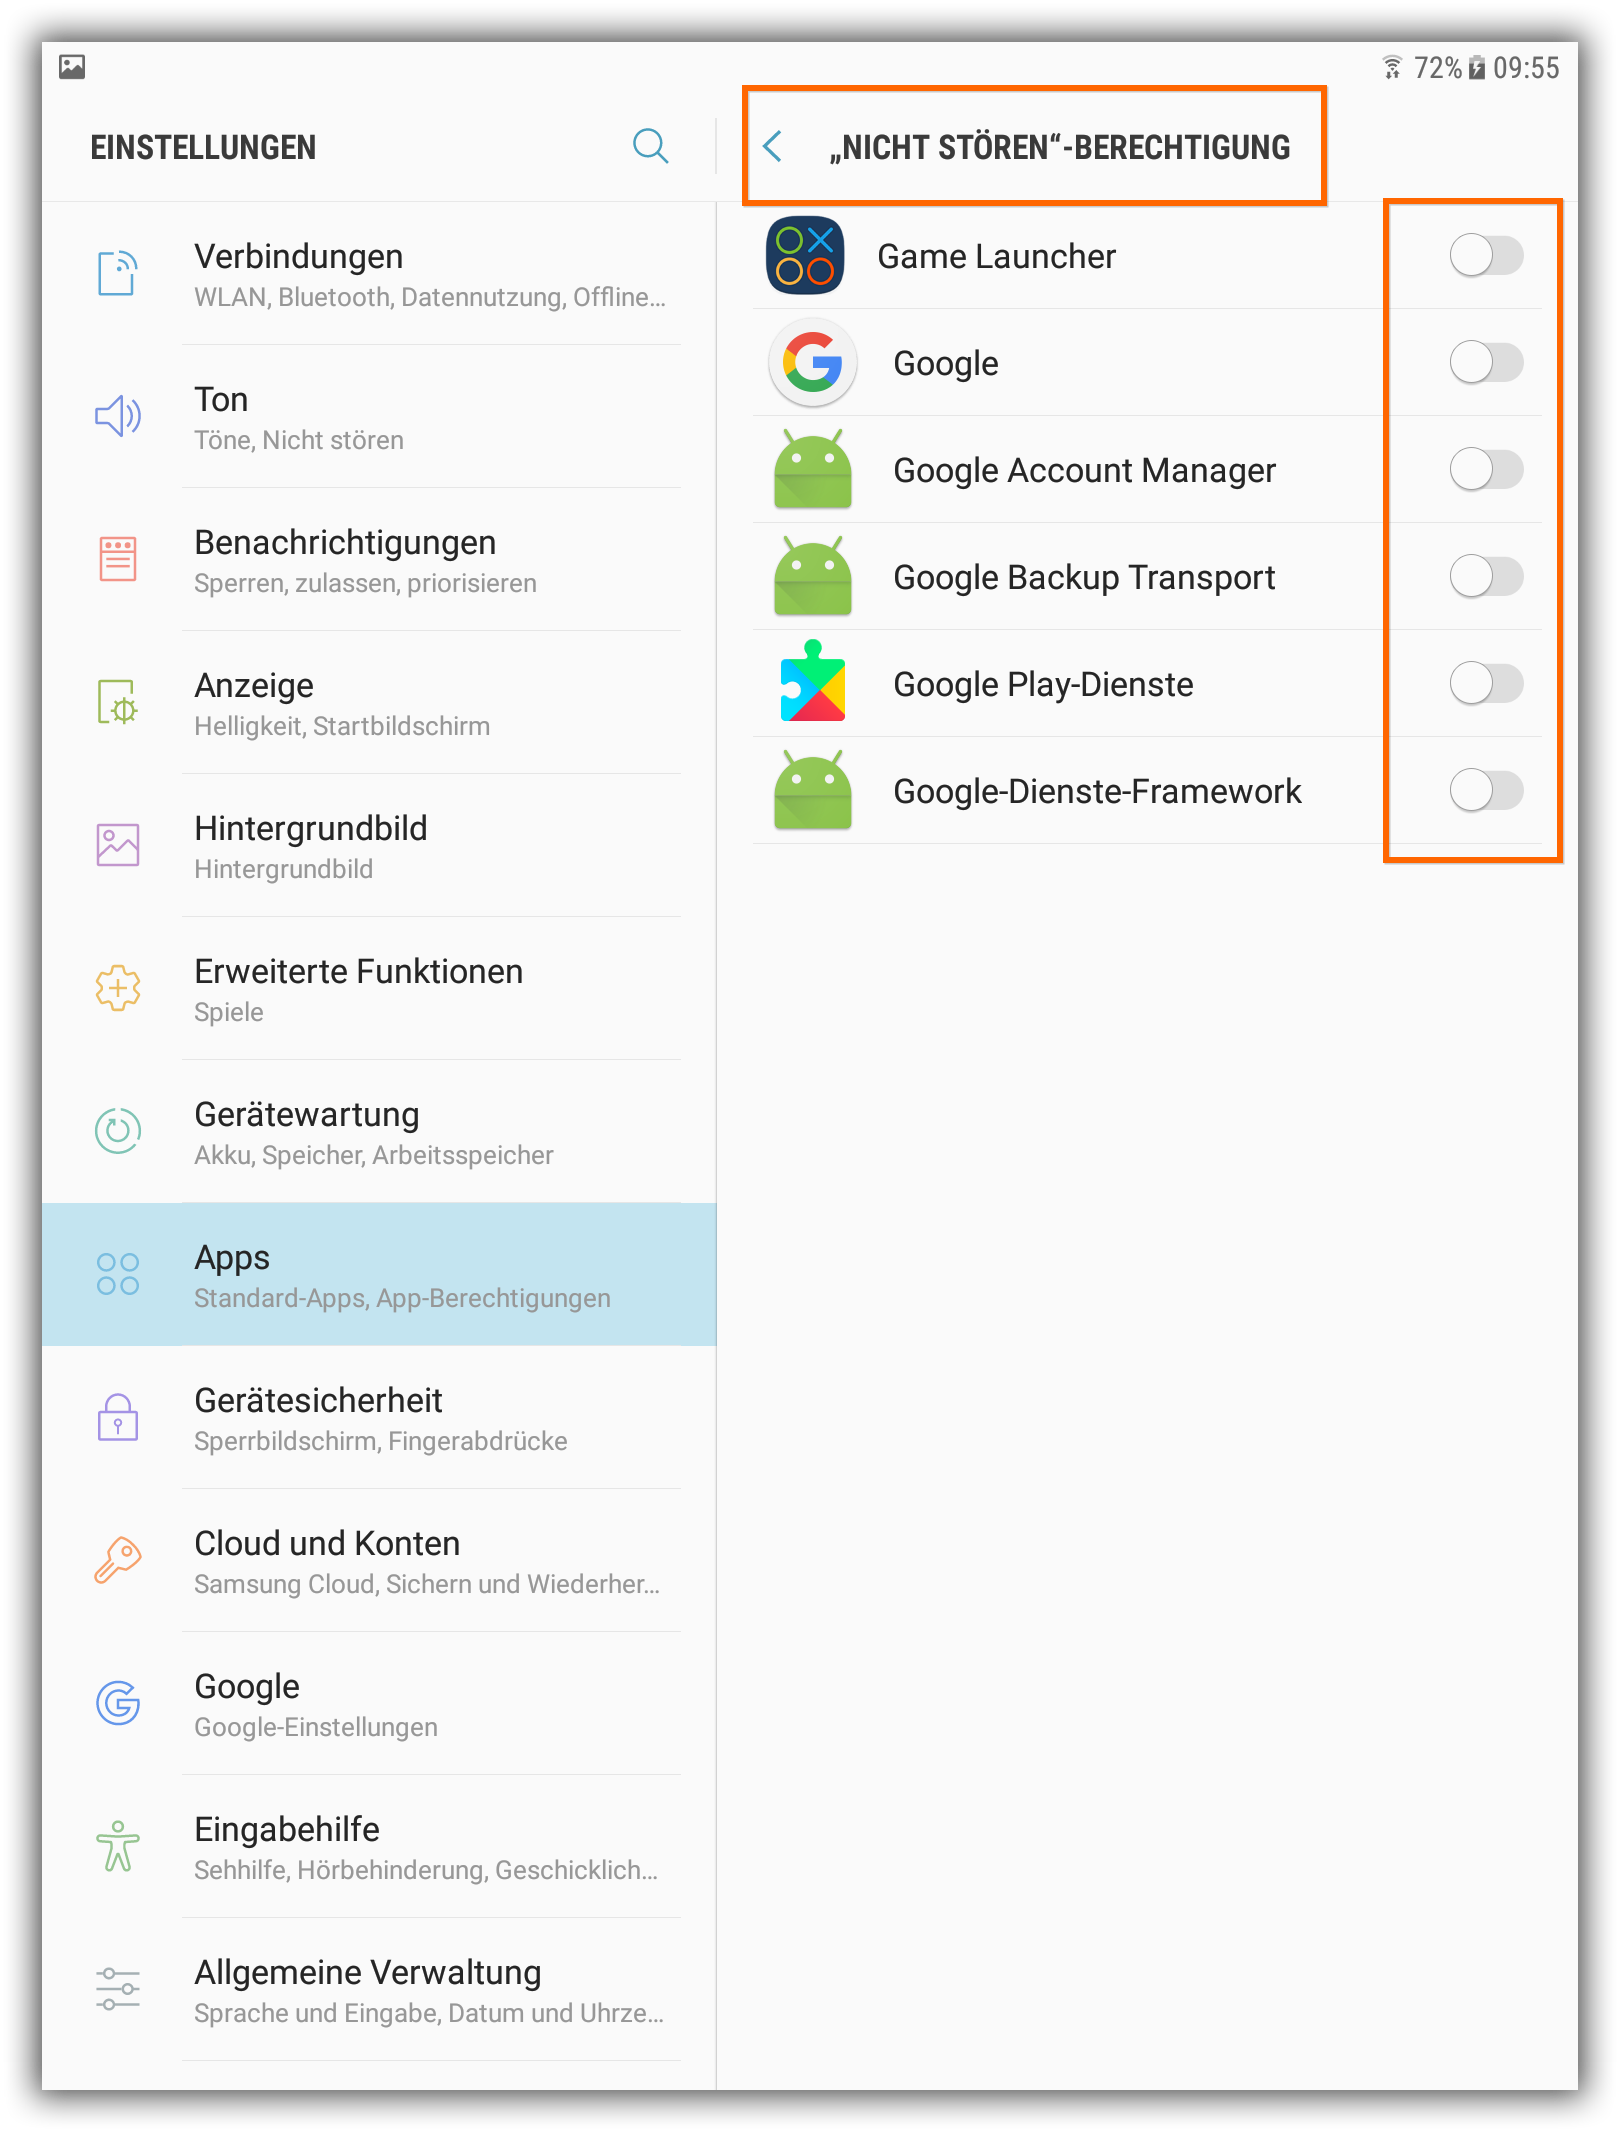 72% 09:55
EINSTELLUNGEN
Verbindungen
WLAN, Bluetooth, Datennutzung, Offline...
Ton
Töne, Nicht stören
Benachrichtigungen
Sperren, zulassen, priorisieren
Anzeige
Helligkeit, Startbildschirm
Hintergrundbild
Hintergrundbild
Erweiterte Funktionen
Spiele
Gerätewartung
Akku, Speicher, Arbeitsspeicher
Apps
Standard-Apps, App-Berechtigungen
Gerätesicherheit
Sperrbildschirm, Fingerabdrücke
Cloud und Konten
Samsung Cloud, Sichern und Wiederher...
Google
Google-Einstellungen
Eingabehilfe
Sehhilfe, Hörbehinderung, Geschicklich...
Allgemeine Verwaltung
Sprache und Eingabe, Datum und Uhrze...
„NICHT STÖREN“-BERECHTIGUNG
Game Launcher
Google
Google Account Manager
Google Backup Transport
Google Play-Dienste
Google-Dienste-Framework